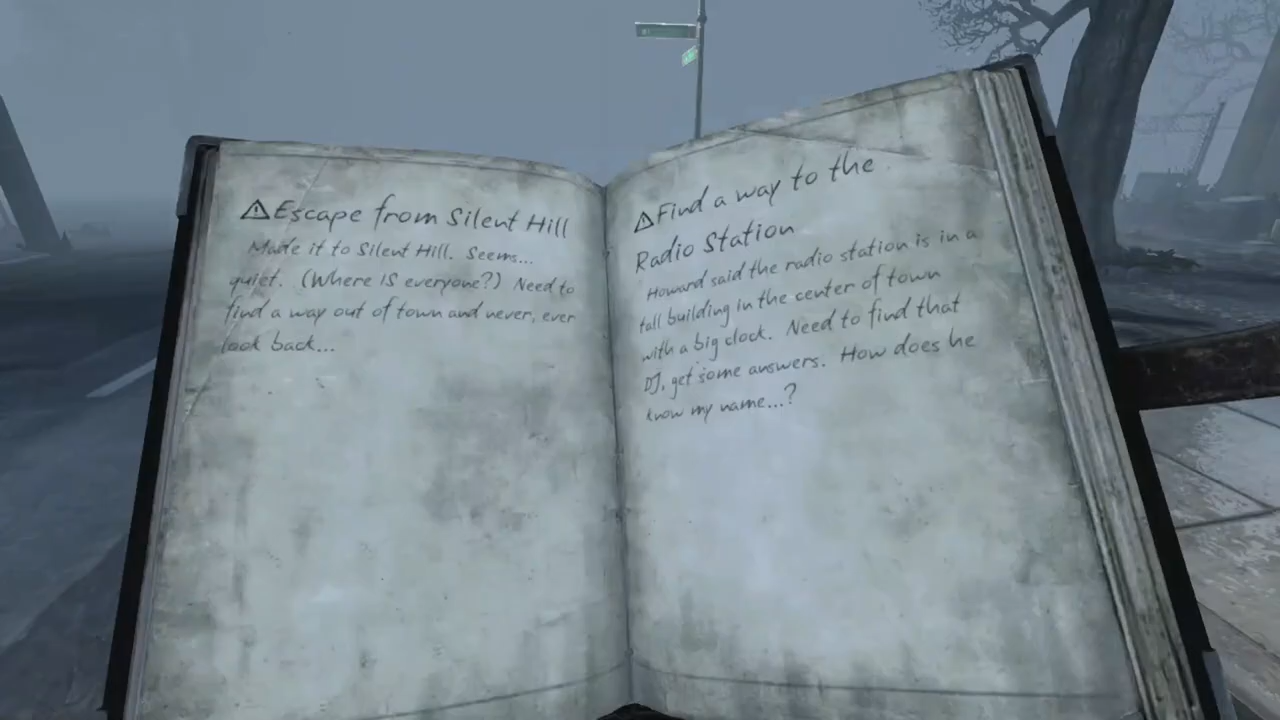 ⚠Escape from Silent Hill
Made it to Silent Hill. Seems...
quiet. (Where IS everyone?) Need to
find a way out of town and never, ever
look back...
⚠Find a way to the
Radio Station
Howard said the radio station is in a
tall building in the center of town
with a big clock. Need to find that
DJ, get some answers. How does he
know my name...?